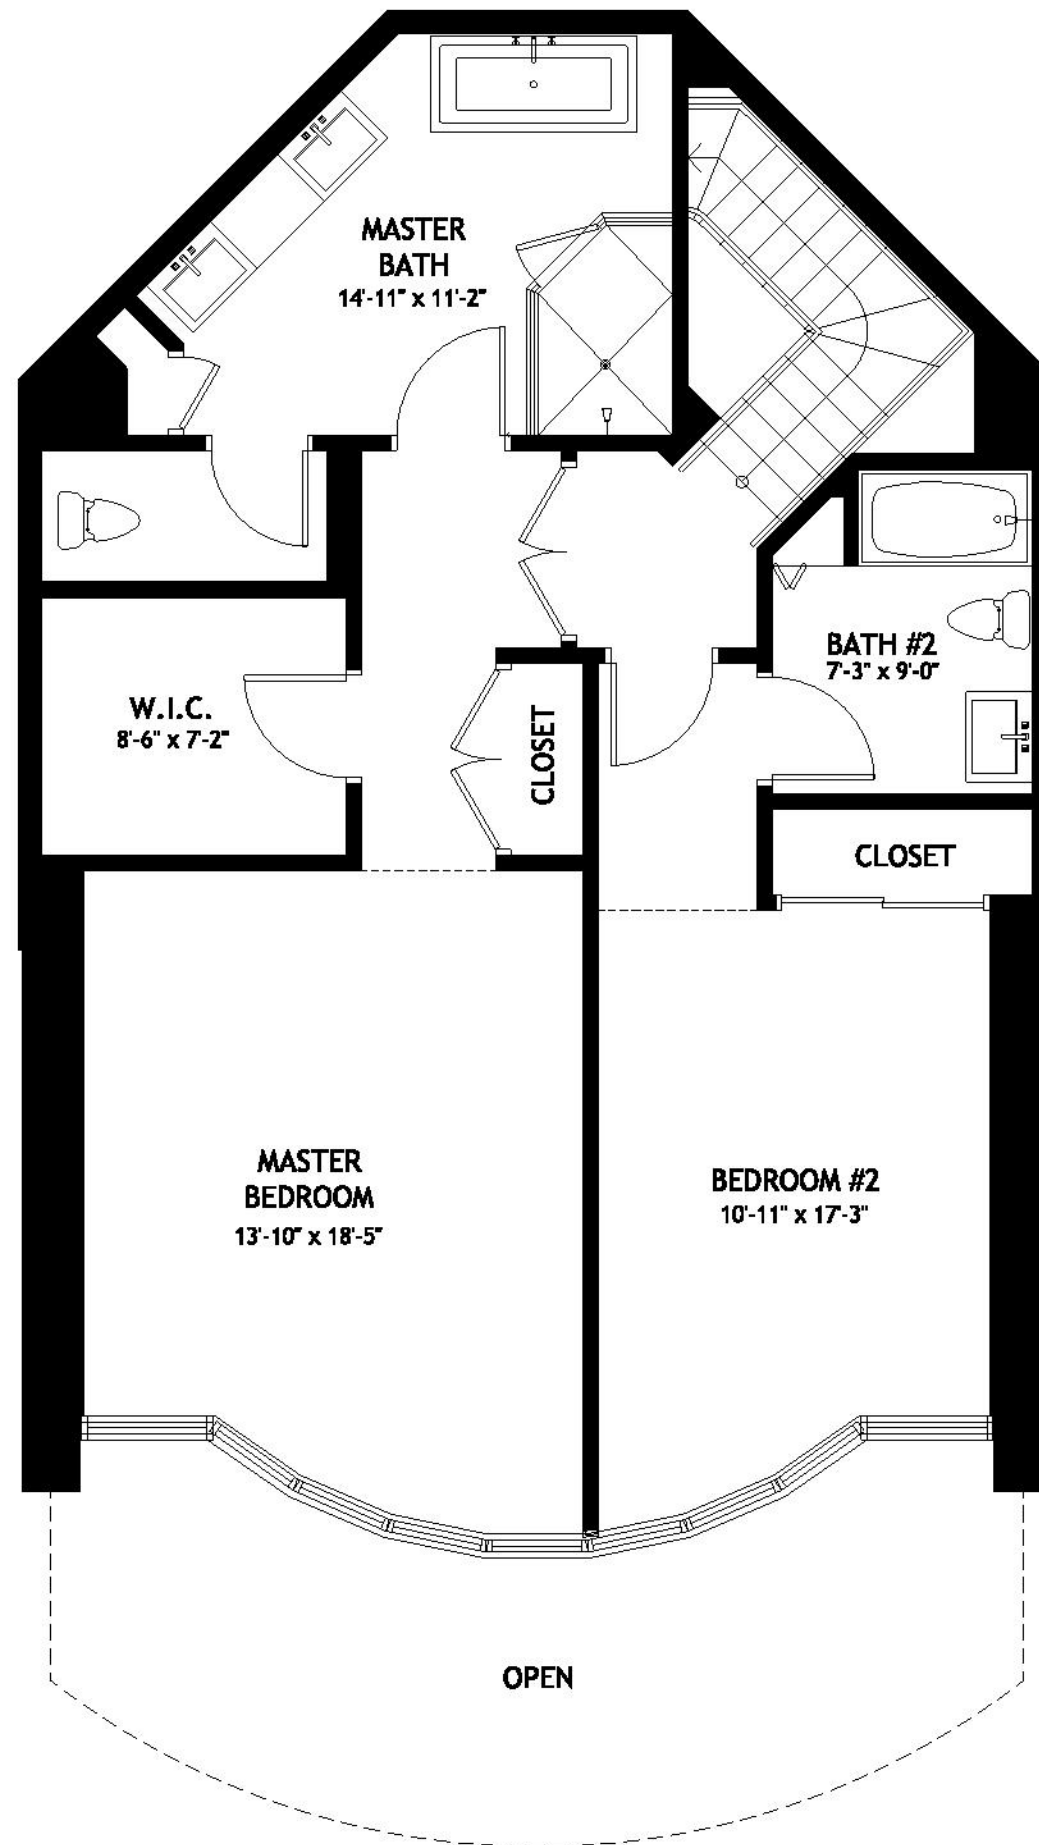 MASTER
BATH
14'-11" x 11'-2"
BATH #2
7'-3" x 9'-0"
W.I.C.
8'-6" x 7'-2"
CLOSET
CLOSET
MASTER
BEDROOM
13'-10" x 18'-5"
BEDROOM #2
10'-11" x 17'-3"
OPEN